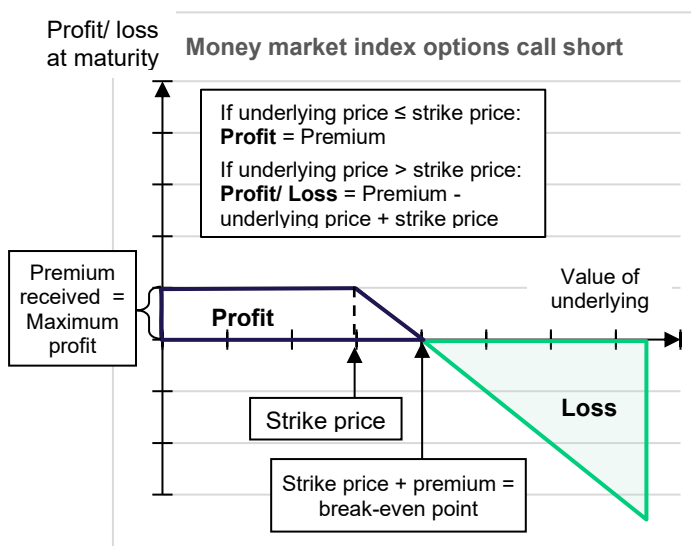 Profit/ loss
at maturity
Money market index options call short
If underlying price ≤ strike price:
Profit = Premium
If underlying price > strike price:
Profit/ Loss = Premium -
underlying price + strike price
Premium
received =
Maximum
profit
Profit
Value of
underlying
Strike price
Loss
Strike price + premium =
break-even point